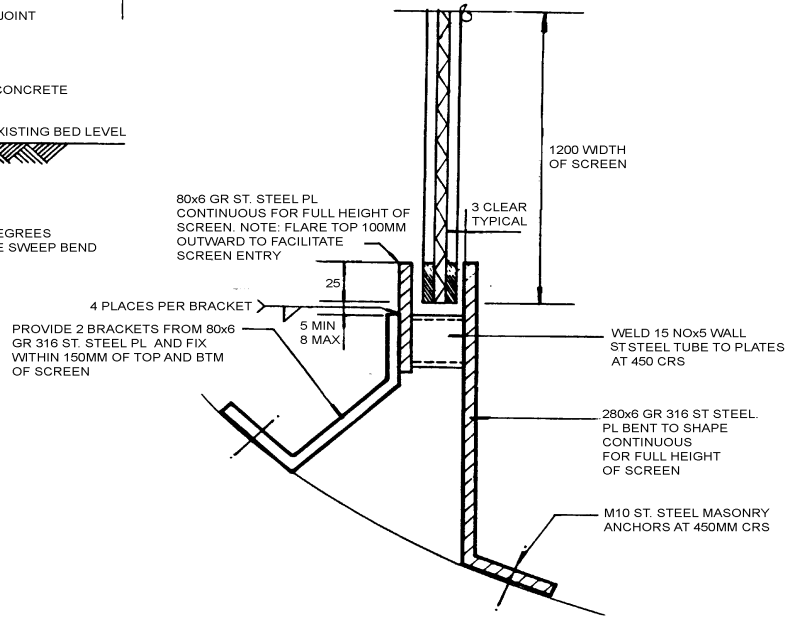 JOINT
CONCRETE
XISTING BED LEVEL
EGREES
E SWEEP BEND
1200 WIDTH
OF SCREEN
80x6 GR ST. STEEL PL
CONTINUOUS FOR FULL HEIGHT OF
SCREEN. NOTE: FLARE TOP 100MM
OUTWARD TO FACILITATE
SCREEN ENTRY
3 CLEAR
TYPICAL
25
4 PLACES PER BRACKET
5 MIN
8 MAX
PROVIDE 2 BRACKETS FROM 80x6
GR 316 ST. STEEL PL AND FIX
WITHIN 150MM OF TOP AND BTM
OF SCREEN
WELD 15 NOx5 WALL
STSTEEL TUBE TO PLATES
AT 450 CRS
280x6 GR 316 ST STEEL.
PL BENT TO SHAPE
CONTINUOUS
FOR FULL HEIGHT
OF SCREEN
M10 ST. STEEL MASONRY
ANCHORS AT 450MM CRS